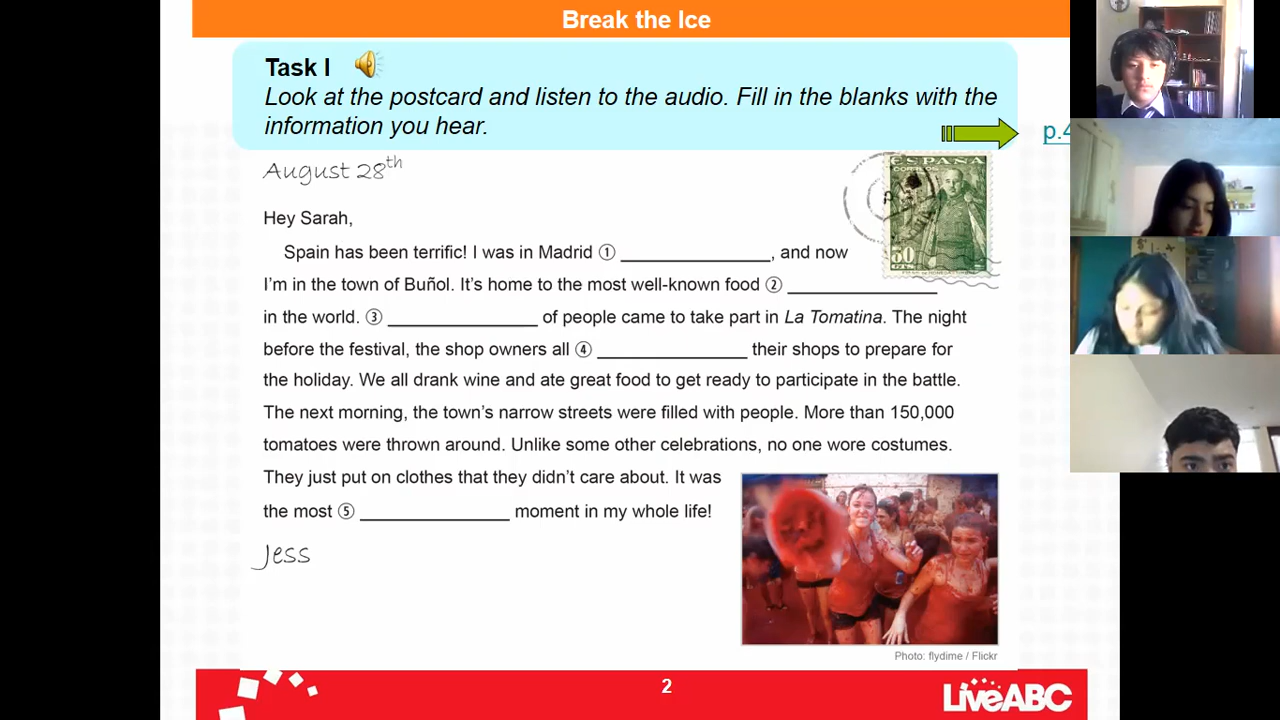 Break the Ice
Task I
Look at the postcard and listen to the audio. Fill in the blanks with the
information you hear.
p.4
August 28th
ESPAÑA
CORREOS
Hey Sarah,
Spain has been terrific! I was in Madrid ① ______________, and now
I'm in the town of Buñol. It's home to the most well-known food ② ______________
in the world. ③ ______________ of people came to take part in La Tomatina. The night
before the festival, the shop owners all ④ ______________ their shops to prepare for
the holiday. We all drank wine and ate great food to get ready to participate in the battle.
The next morning, the town's narrow streets were filled with people. More than 150,000
tomatoes were thrown around. Unlike some other celebrations, no one wore costumes.
They just put on clothes that they didn't care about. It was
the most ⑤ ______________ moment in my whole life!
Jess
Photo: flydime / Flickr
2
LiveABC